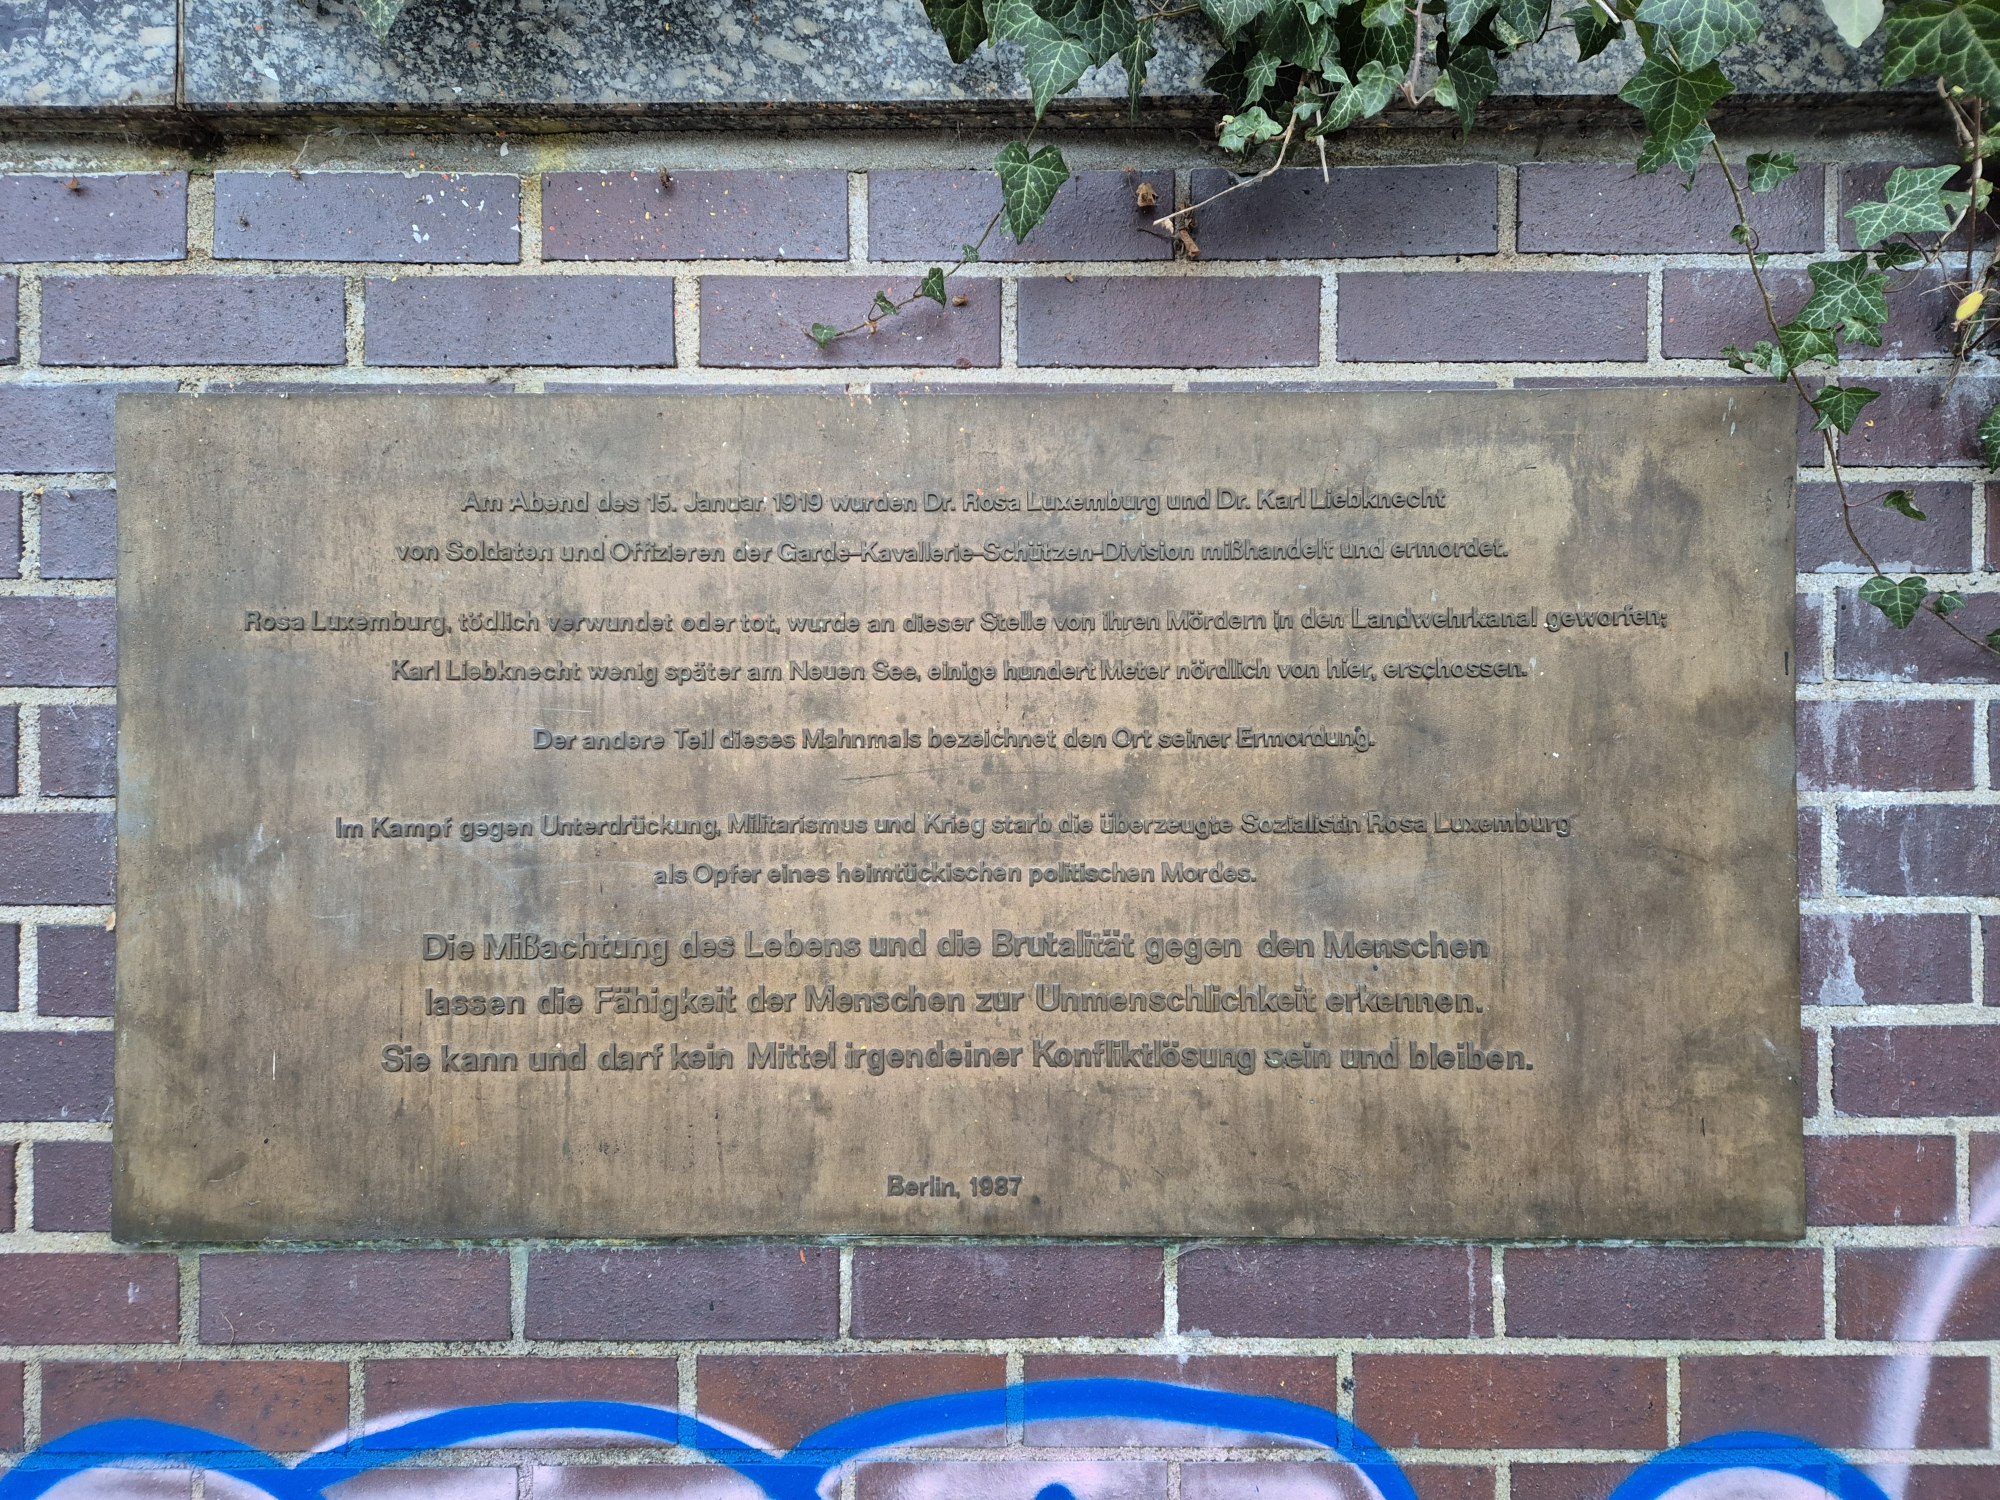 Am Abend des 15. Januar 1919 wurden Dr. Rosa Luxemburg und Dr. Karl Liebknecht
von Soldaten und Offizieren der Garde-Kavallerie-Schützen-Division mißhandelt und ermordet.
Rosa Luxemburg, tödlich verwundet oder tot, wurde an dieser Stelle von ihren Mördern in den Landwehrkanal geworfen;
Karl Liebknecht wenig später am Neuen See, einige hundert Meter nördlich von hier, erschossen.
Der andere Teil dieses Mahnmals bezeichnet den Ort seiner Ermordung.
Im Kampf gegen Unterdrückung, Militarismus und Krieg starb die überzeugte Sozialistin Rosa Luxemburg
als Opfer eines heimtückischen politischen Mordes.
Die Mißachtung des Lebens und die Brutalität gegen den Menschen
lassen die Fähigkeit der Menschen zur Unmenschlichkeit erkennen.
Sie kann und darf kein Mittel irgendeiner Konfliktlösung sein und bleiben.
Berlin, 1987